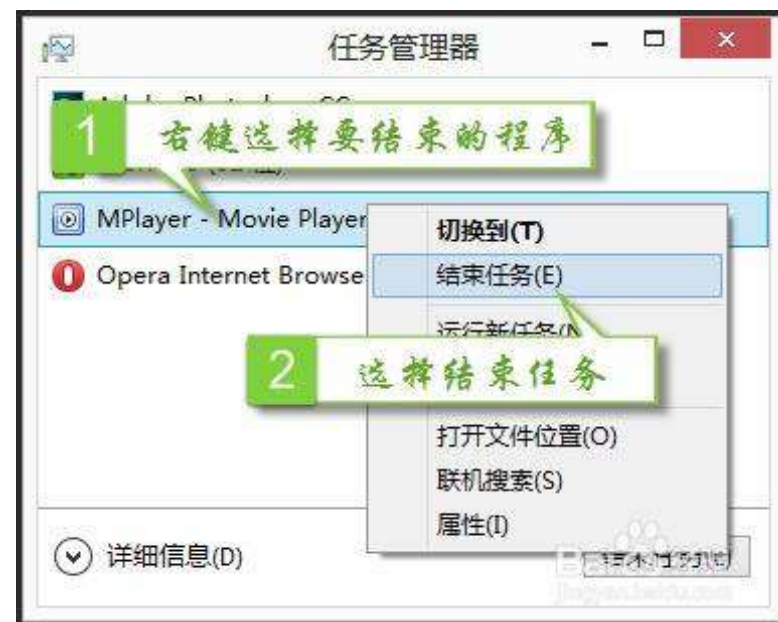 任务管理器
1 右键选择要结束的程序
MPlayer - Movie Player
切换到(T)
Opera Internet Browse
结束任务(E)
2 选择结束任务
打开文件位置(O)
联机搜索(S)
属性(I)
详细信息(D)